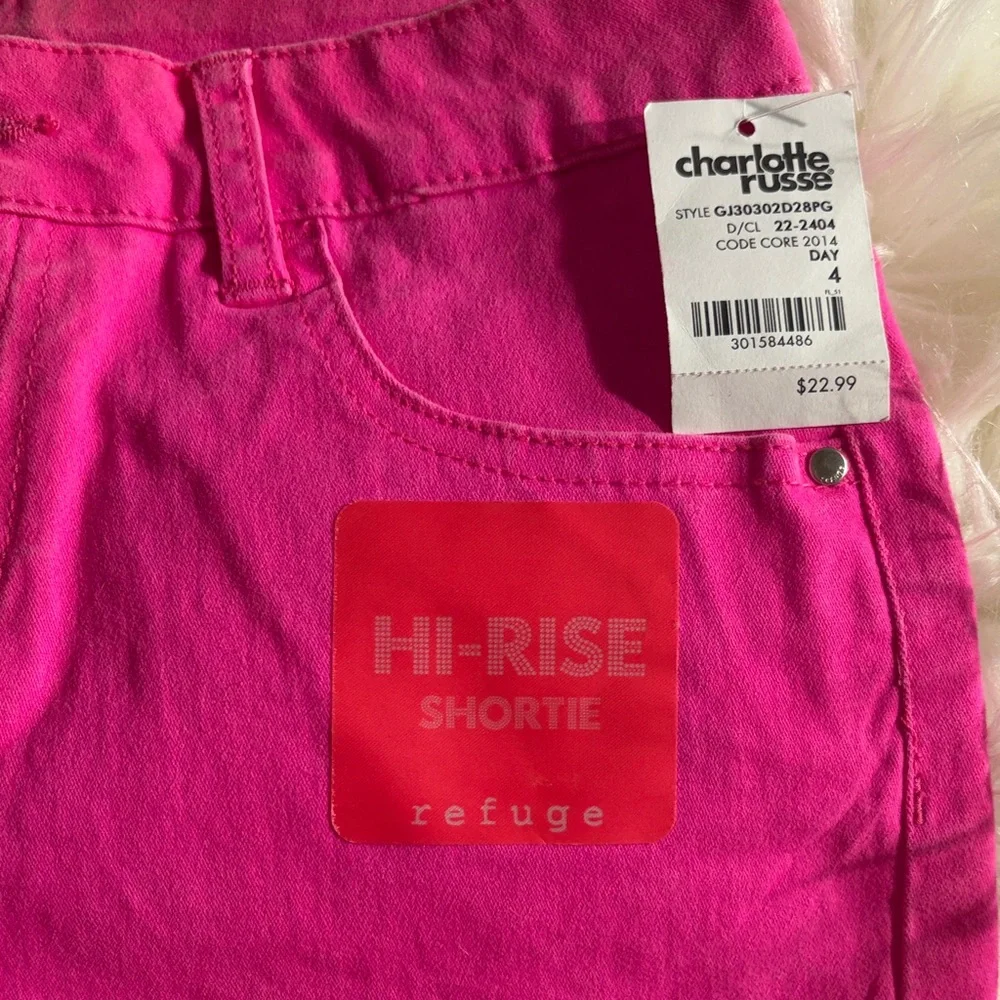 charlotte
russe
STYLE GJ30302D28PG
D/CL 22-2404
CODE CORE 2014
DAY
4
FL_51
301584486
$22.99
HI-RISE
SHORTIE
refuge